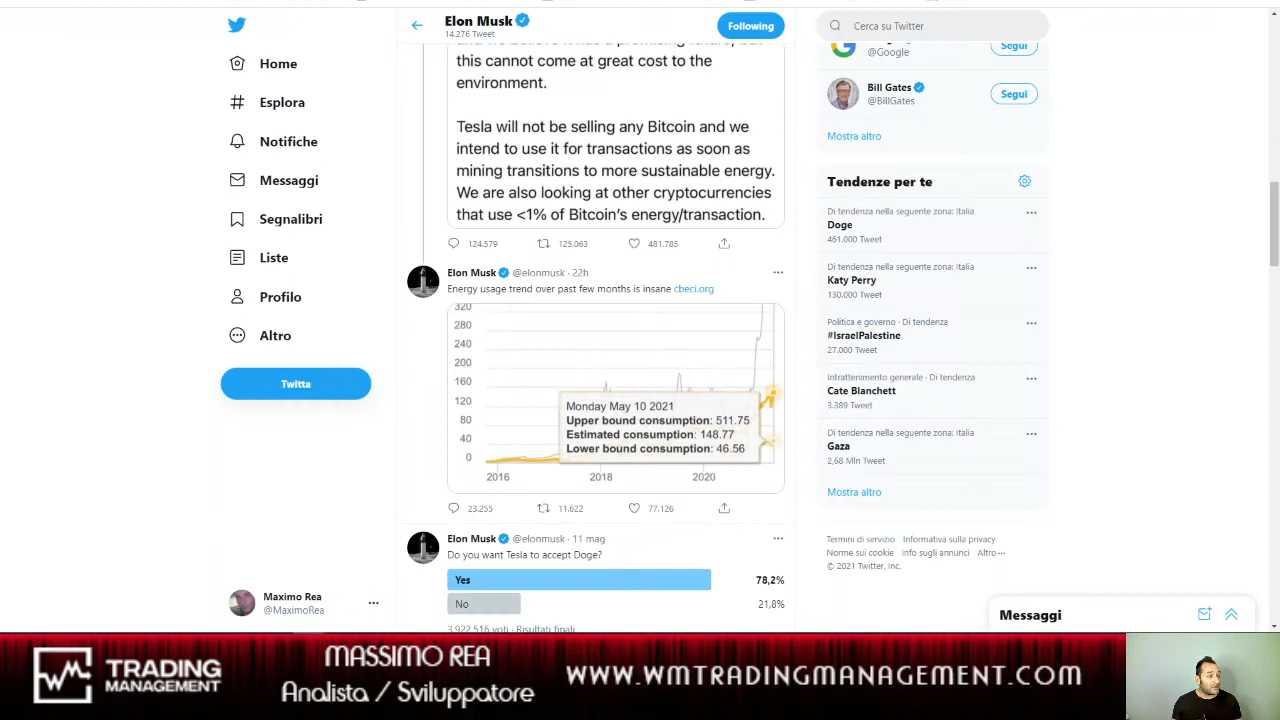 Home
Esplora
Notifiche
Messaggi
Segnalibri
Liste
Profilo
Altro
Twitta
Maximo Rea
@MaximoRea
Elon Musk
14.276 Tweet
Following
this cannot come at great cost to the
environment.
Tesla will not be selling any Bitcoin and we
intend to use it for transactions as soon as
mining transitions to more sustainable energy.
We are also looking at other cryptocurrencies
that use <1% of Bitcoin's energy/transaction.
124.579 125.063 481.785
Elon Musk @elonmusk · 22h
Energy usage trend over past few months is insane cbeci.org
320
280
240
200
160
120
80
40
0
Monday May 10 2021
Upper bound consumption: 511.75
Estimated consumption: 148.77
Lower bound consumption: 46.56
2016 2018 2020
23.255 11.622 77.126
Elon Musk @elonmusk · 11 mag
Do you want Tesla to accept Doge?
Yes 78,2%
No 21,8%
3.922.516 voti · Risultati finali
Cerca su Twitter
@Google
Segui
Bill Gates
@BillGates
Segui
Mostra altro
Tendenze per te
Di tendenza nella seguente zona: Italia
Doge
461.000 Tweet
Di tendenza nella seguente zona: Italia
Katy Perry
130.000 Tweet
Politica e governo · Di tendenza
#IsraelPalestine
27.000 Tweet
Intrattenimento generale · Di tendenza
Cate Blanchett
3.389 Tweet
Di tendenza nella seguente zona: Italia
Gaza
2,68 Mln Tweet
Mostra altro
Termini di servizio Informativa sulla privacy
Norme sui cookie Info sugli annunci Altro
© 2021 Twitter, Inc.
Messaggi
TRADING
MANAGEMENT
MASSIMO REA
Analista / Sviluppatore
WWW.WMTRADINGMANAGEMENT.COM